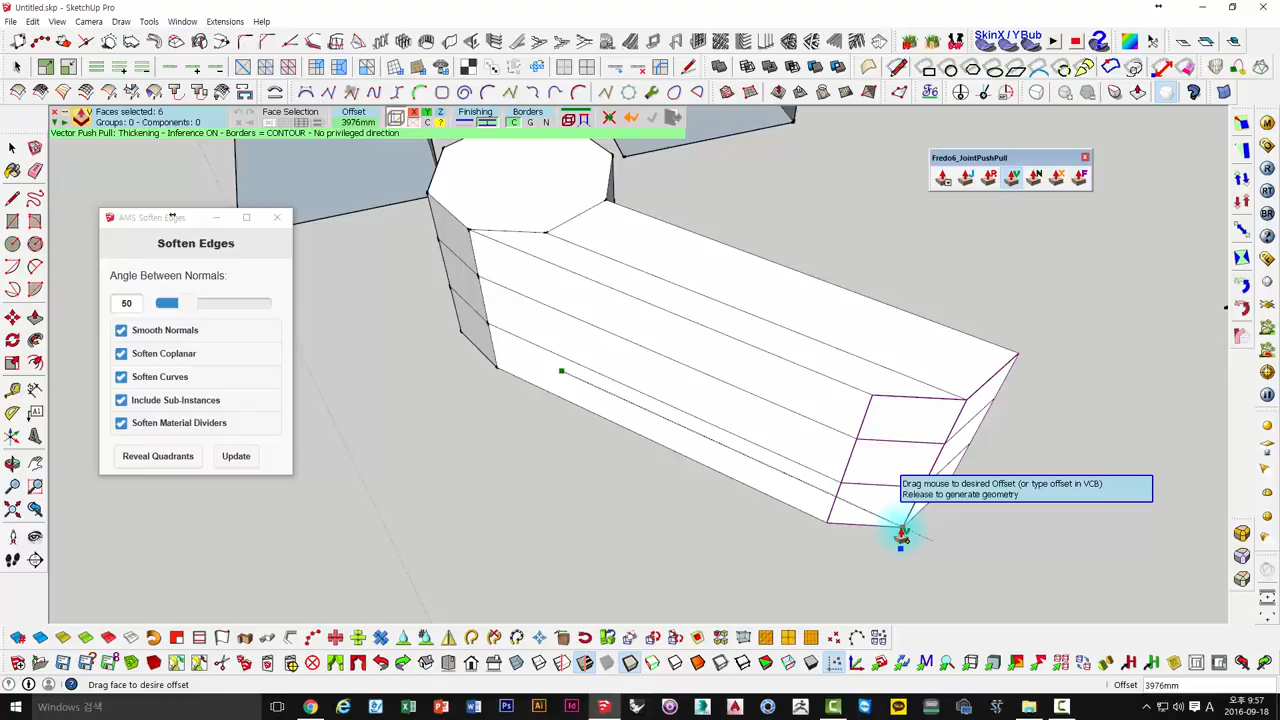 Untitled.skp - SketchUp Pro
File Edit View Camera Draw Tools Window Extensions Help
SkinX / YBub
Faces selected: 6
Groups: 0 - Components: 0
Face Selection
Offset
3976mm
X Y Z
C ?
Finishing
Borders
C G N
Vector Push Pull: Thickening - Inference ON - Borders = CONTOUR - No privileged direction
Fredo6_JointPushPull
J R V N X F
AMS Soften Edges
Soften Edges
Angle Between Normals:
50
Smooth Normals
Soften Coplanar
Soften Curves
Include Sub-Instances
Soften Material Dividers
Reveal Quadrants Update
Drag mouse to desired Offset (or type offset in VCB)
Release to generate geometry
Drag face to desire offset
Offset 3976mm
Windows 검색
오후 9:57
2016-09-18